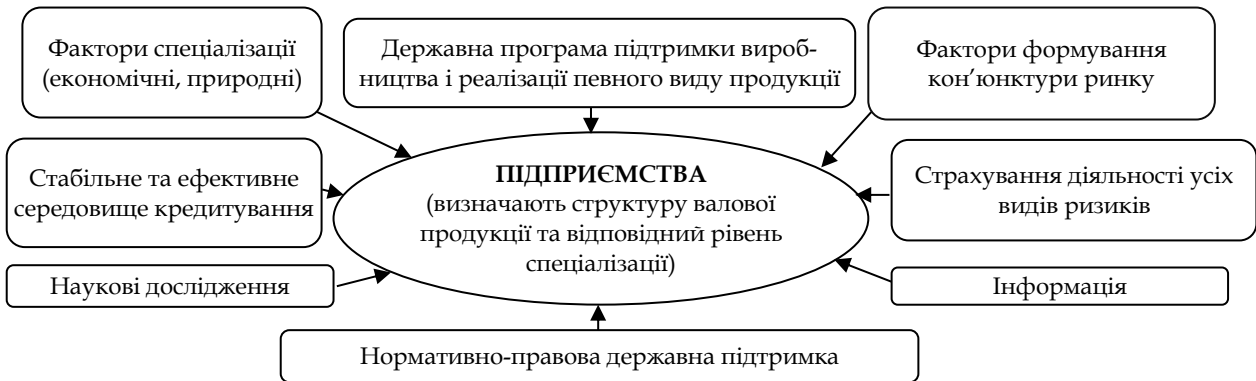 Фактори спеціалізації
(економічні, природні)
Державна програма підтримки вироб-
ництва і реалізації певного виду продукції
Фактори формування
кон’юнктури ринку
Стабільне та ефективне
середовище кредитування
ПІДПРИЄМСТВА
(визначають структуру валової
продукції та відповідний рівень
спеціалізації)
Страхування діяльності усіх
видів ризиків
Наукові дослідження
Інформація
Нормативно-правова державна підтримка